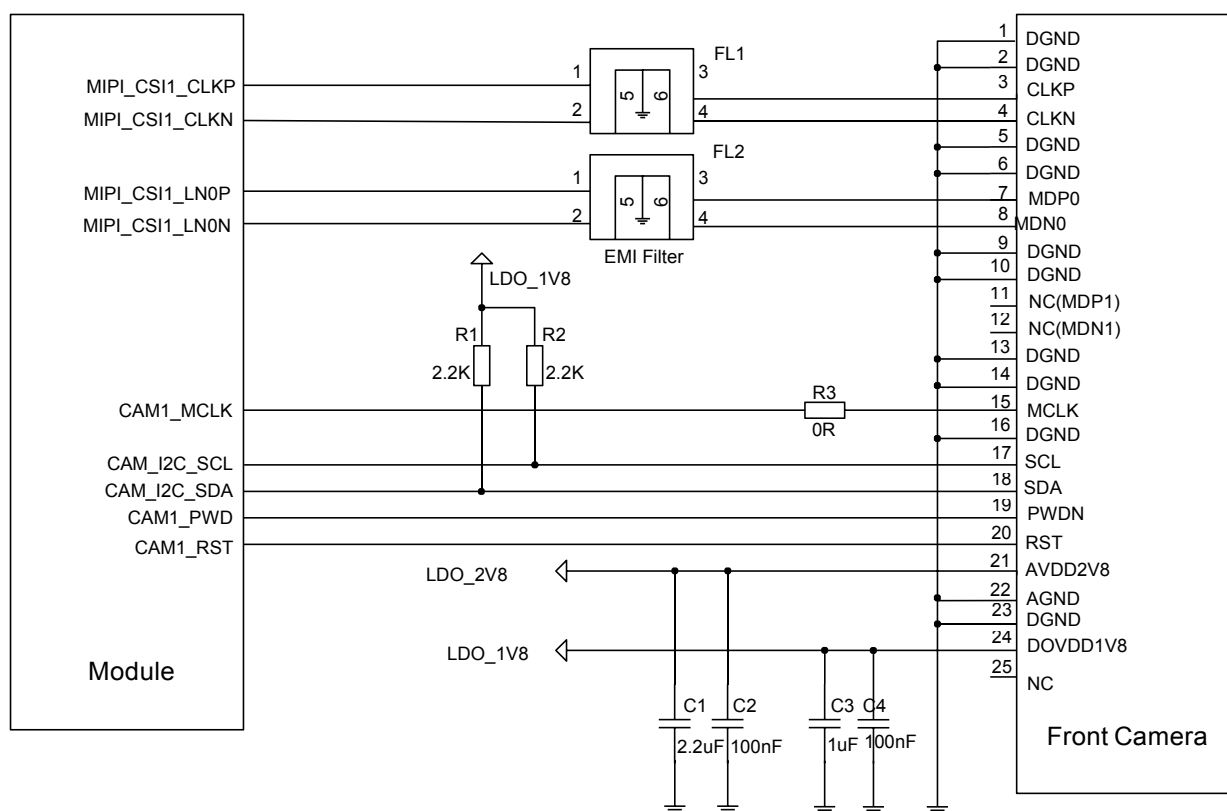 MIPI_CSI1_CLKP
MIPI_CSI1_CLKN
MIPI_CSI1_LN0P
MIPI_CSI1_LN0N
CAM1_MCLK
CAM_I2C_SCL
CAM_I2C_SDA
CAM1_PWD
CAM1_RST
Module
FL1
1
2
3
4
5
6
FL2
1
2
3
4
5
6
EMI Filter
LDO_1V8
R1
2.2K
R2
2.2K
R3
0R
LDO_2V8
LDO_1V8
C1
2.2uF
C2
100nF
C3
1uF
C4
100nF
1 DGND
2 DGND
3 CLKP
4 CLKN
5 DGND
6 DGND
7 MDP0
8 MDN0
9 DGND
10 DGND
11 NC(MDP1)
12 NC(MDN1)
13 DGND
14 DGND
15 MCLK
16 DGND
17 SCL
18 SDA
19 PWDN
20 RST
21 AVDD2V8
22 AGND
23 DGND
24 DOVDD1V8
25 NC
Front Camera